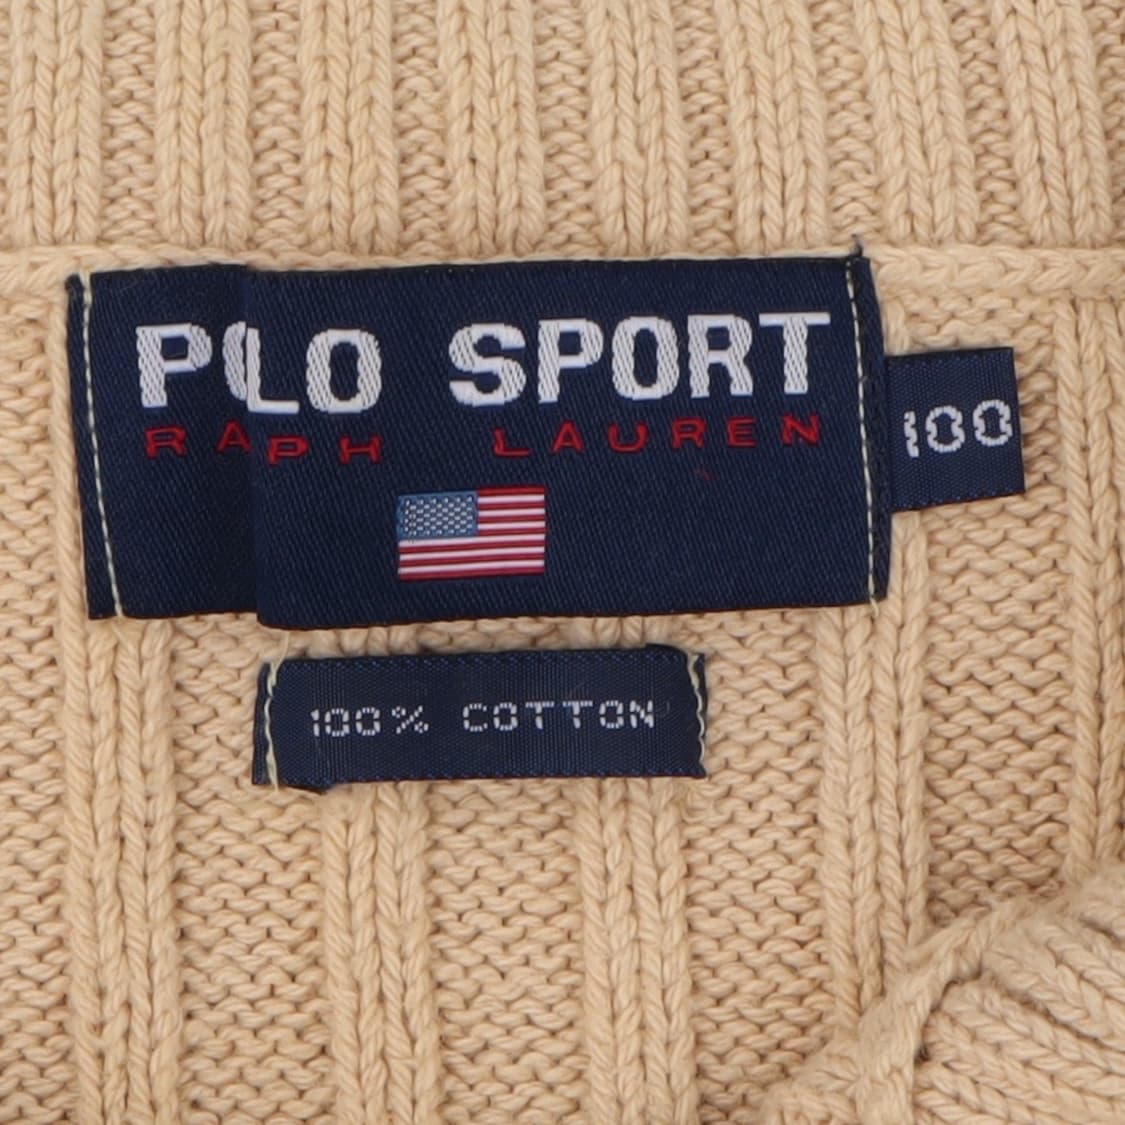 POLO SPORT
RAPH LAUREN
100
100% COTTON